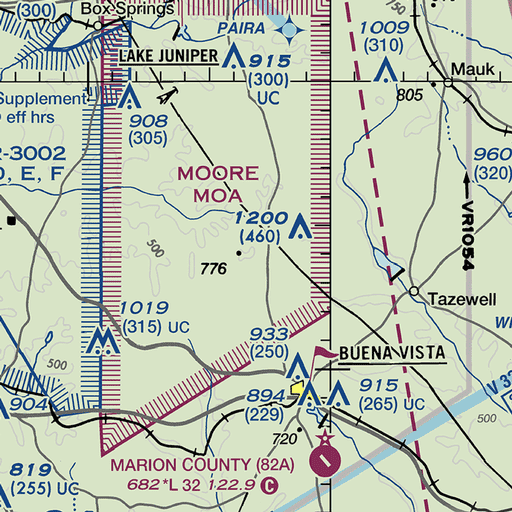 (300)
Box Springs
PAIRA
1009
(310)
LAKE JUNIPER
915
(300)
UC
Mauk
805
Supplement
eff hrs
908
(305)
-3002
D, E, F
MOORE
MOA
960
(320)
VR1054
1200
(460)
500
776
Tazewell
1019
(315) UC
933
(250)
BUENA VISTA
500
894
(229)
915
(265) UC
V 33
500
904
720
819
(255) UC
MARION COUNTY (82A)
682 *L 32 122.9 C